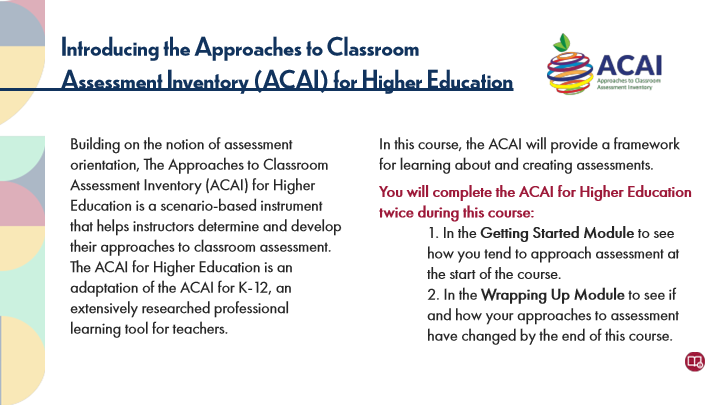 Introducing the Approaches to Classroom
Assessment Inventory (ACAI) for Higher Education
ACAI
Approaches to Classroom
Assessment Inventory
Building on the notion of assessment
orientation, The Approaches to Classroom
Assessment Inventory (ACAI) for Higher
Education is a scenario-based instrument
that helps instructors determine and develop
their approaches to classroom assessment.
The ACAI for Higher Education is an
adaptation of the ACAI for K-12, an
extensively researched professional
learning tool for teachers.
In this course, the ACAI will provide a framework
for learning about and creating assessments.
You will complete the ACAI for Higher Education
twice during this course:
1. In the Getting Started Module to see
how you tend to approach assessment at
the start of the course.
2. In the Wrapping Up Module to see if
and how your approaches to assessment
have changed by the end of this course.